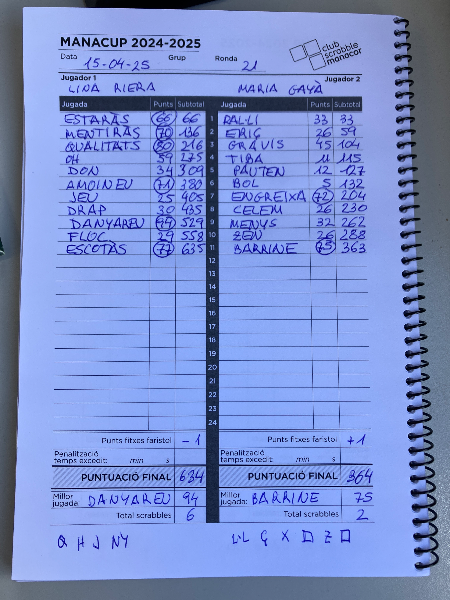 MANACUP 2024-2025
club scrabble manacor
Data 15-04-25 Grup Ronda 21
Jugador 1 Jugador 2
LINA RIERA MARIA GAYÀ
Jugada Punts Subtotal Jugada Punts Subtotal
ESTARÀS 66 66 1 RAL·LI 33 33
MENTIRÀS 70 136 2 ERIÇ 26 59
QUALITATS 80 216 3 GRAVIS 45 104
OH 59 275 4 TIBA 11 115
DON 34 309 5 PAUTEN 12 127
AMOÏNEU 71 380 6 BOL 5 132
JEU 25 405 7 ENGREIXA 72 204
DRAP 30 435 8 CELEM 26 230
DANYAREU 94 529 9 MENYS 32 262
FLUC 29 558 10 ZEN 26 288
ESCOTÀS 77 635 11 BARRINE 75 363
12
13
14
15
16
17
18
19
20
21
22
23
24
Punts fitxes faristol -1 Punts fitxes faristol +1
Penalització temps excedit: min s Penalització temps excedit: min s
PUNTUACIÓ FINAL 634 PUNTUACIÓ FINAL 364
Millor jugada: DANYAREU 94 Millor jugada: BARRINE 75
Total scrabbles 6 Total scrabbles 2
Q H J NY L·L Ç X D Z